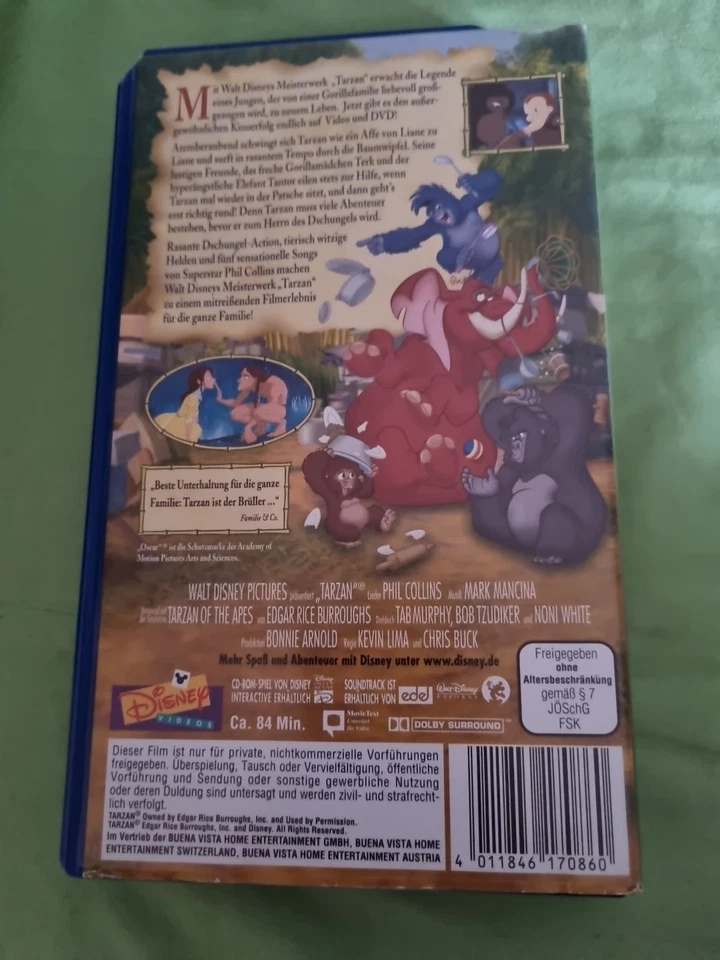 Mit Walt Disneys Meisterwerk „Tarzan“ erwacht die Legende
eines Jungen, der von einer Gorillafamilie liebevoll groß-
gezogen wird, zu neuem Leben. Jetzt gibt es den außer-
gewöhnlichen Kinoerfolg endlich auf Video und DVD!
Atemberaubend schwingt sich Tarzan wie ein Affe von Liane zu
Liane und surft in rasantem Tempo durch die Baumwipfel. Seine
lustigen Freunde, das freche Gorillamädchen Terk und der
hyperängstliche Elefant Tantor eilen stets zur Hilfe, wenn
Tarzan mal wieder in der Patsche sitzt, und dann geht's
erst richtig rund! Denn Tarzan muss viele Abenteuer
bestehen, bevor er zum Herrn des Dschungels wird.
Rasante Dschungel-Action, tierisch witzige
Helden und fünf sensationelle Songs
von Superstar Phil Collins machen
Walt Disneys Meisterwerk „Tarzan“
zu einem mitreißenden Filmerlebnis
für die ganze Familie!
„Beste Unterhaltung für die ganze
Familie: Tarzan ist der Brüller ...“
Familie & Co.
„Oscar“® ist die Schutzmarke der Academy of
Motion Pictures Arts and Sciences.
WALT DISNEY PICTURES präsentiert „TARZAN“® Lieder PHIL COLLINS Musik MARK MANCINA
TARZAN OF THE APES von EDGAR RICE BURROUGHS Drehbuch TAB MURPHY, BOB TZUDIKER und NONI WHITE
Produktion BONNIE ARNOLD Regie KEVIN LIMA und CHRIS BUCK
Mehr Spaß und Abenteuer mit Disney unter www.disney.de
Freigegeben
ohne
Altersbeschränkung
gemäß § 7
JÖSchG
FSK
DISNEY
VIDEOS
CD-ROM-SPIEL VON DISNEY
INTERACTIVE ERHÄLTLICH
SOUNDTRACK IST
ERHÄLTLICH VON
edel
Walt Disney
RECORDS
Ca. 84 Min.
MovieText
Untertitel
für Video
DOLBY SURROUND
Dieser Film ist nur für private, nichtkommerzielle Vorführungen
freigegeben. Überspielung, Tausch oder Vervielfältigung, öffentliche
Vorführung und Sendung oder sonstige gewerbliche Nutzung
oder deren Duldung sind untersagt und werden zivil- und strafrecht-
lich verfolgt.
TARZAN® Owned by Edgar Rice Burroughs, Inc. and Used by Permission.
TARZAN® Edgar Rice Burroughs, Inc. and Disney. All Rights Reserved.
Im Vertrieb der BUENA VISTA HOME ENTERTAINMENT GMBH, BUENA VISTA HOME
ENTERTAINMENT SWITZERLAND, BUENA VISTA HOME ENTERTAINMENT AUSTRIA
4 011846 170860